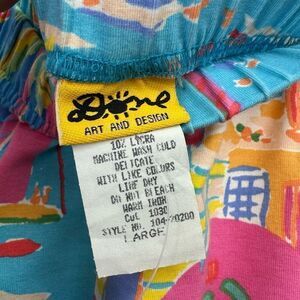 Done
ART AND DESIGN
10% LYCRA
MACHINE WASH COLD
DELICATE
WITH LIKE COLORS
LINE DRY
DO NOT BLEACH
WARM IRON
CUT 1030
STYLE NO. 104-20200
LARGE